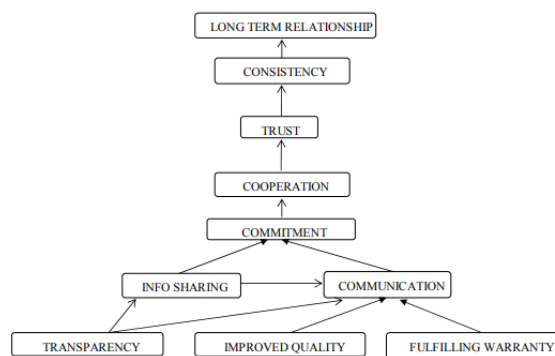 LONG TERM RELATIONSHIP
CONSISTENCY
TRUST
COOPERATION
COMMITMENT
INFO SHARING
COMMUNICATION
TRANSPARENCY
IMPROVED QUALITY
FULFILLING WARRANTY